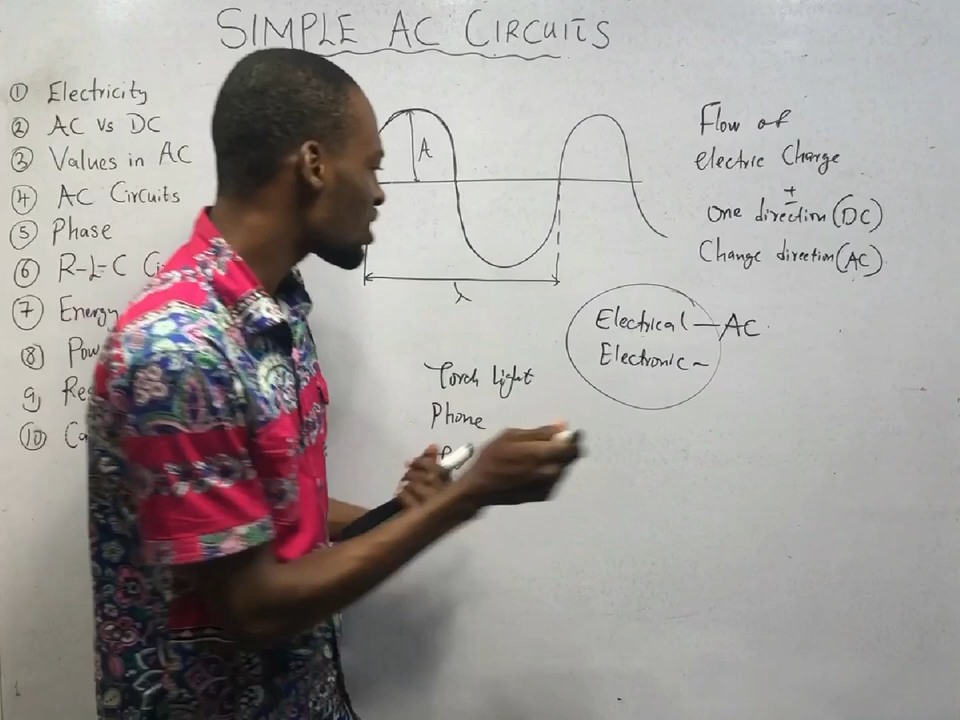 SIMPLE AC CIRCUITS
① Electricity
② AC Vs DC
③ Values in AC
④ AC Circuits
⑤ Phase
⑥ R-L-C
⑦ Energy
⑧
9
⑩
A
λ
Flow of
electric Charge
±
One direction (DC)
Change direction (AC)
Electrical — AC
Electronic -
Torch light
Phone